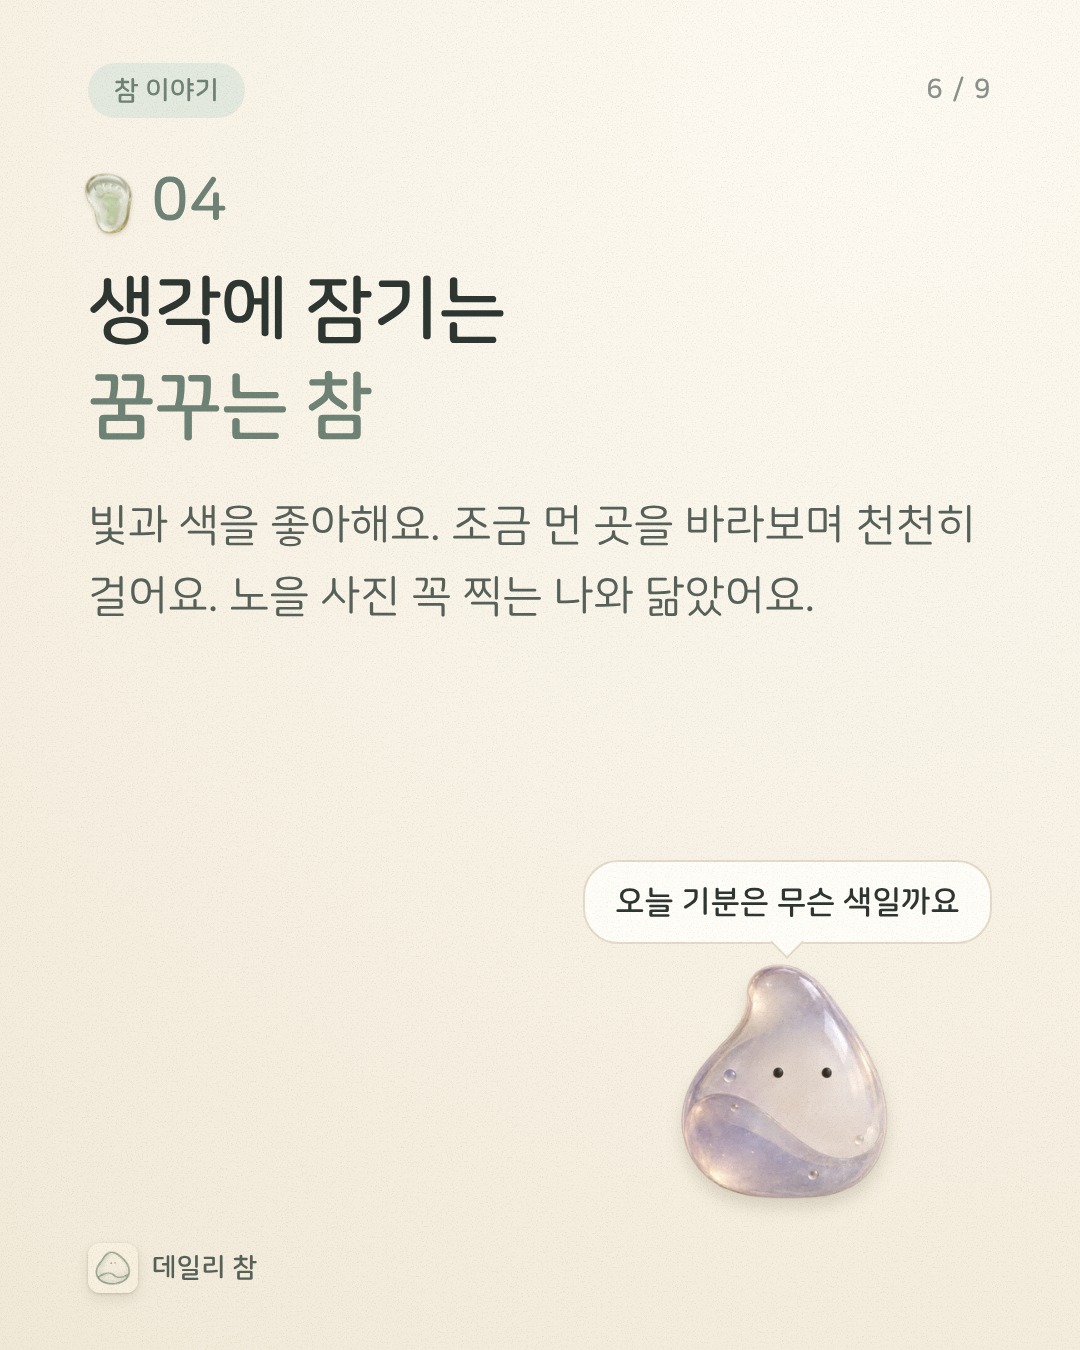 참 이야기
6 / 9
04
생각에 잠기는
꿈꾸는 참
빛과 색을 좋아해요. 조금 먼 곳을 바라보며 천천히
걸어요. 노을 사진 꼭 찍는 나와 닮았어요.
오늘 기분은 무슨 색일까요
데일리 참